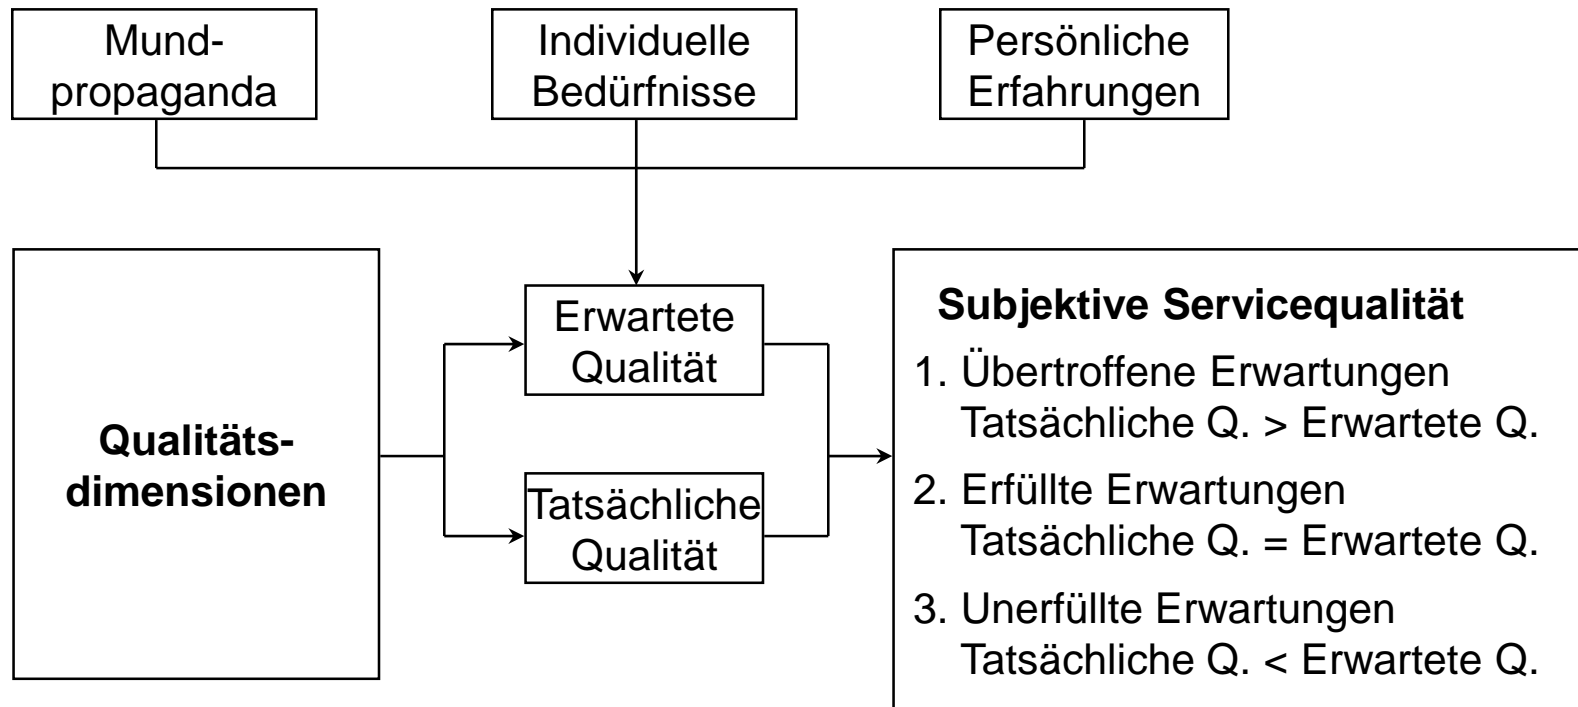 Mund-
propaganda
Individuelle
Bedürfnisse
Persönliche
Erfahrungen
Qualitäts-
dimensionen
Erwartete
Qualität
Tatsächliche
Qualität
Subjektive Servicequalität
1. Übertroffene Erwartungen
Tatsächliche Q. > Erwartete Q.
2. Erfüllte Erwartungen
Tatsächliche Q. = Erwartete Q.
3. Unerfüllte Erwartungen
Tatsächliche Q. < Erwartete Q.